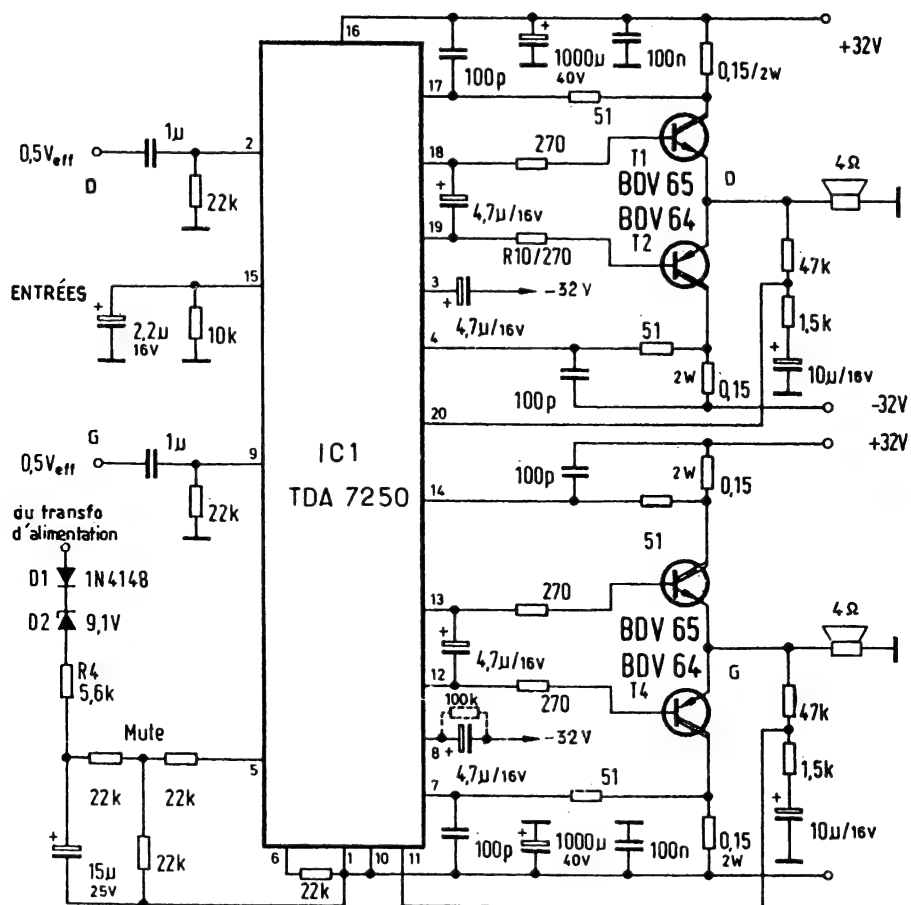 16
+32V
100p
1000µ
40V
100n
0,15/2W
17
51
1µ
0,5Veff
D
2
22k
18
270
T1
BDV 65
D
4Ω
4,7µ/16V
BDV 64
19
R10/270
T2
47k
ENTRÉES
15
3
-32V
+
2,2µ
16V
10k
+
4,7µ/16V
1,5k
4
51
+
10µ/16V
2W
0,15
100p
-32V
20
+32V
G
1µ
0,5Veff
9
IC1
TDA 7250
100p
2W
0,15
22k
14
51
du transfo
d'alimentation
D1
1N4148
D2
9,1V
13
270
BDV 65
4Ω
R4
5,6k
+
4,7µ/16V
BDV 64
12
270
T4
G
47k
100k
Mute
8
+
-32V
1,5k
22k
22k
5
4,7µ/16V
7
51
+
10µ/16V
+
15µ
25V
22k
6
22k
1
10
11
100p
+
1000µ
40V
100n
0,15
2W